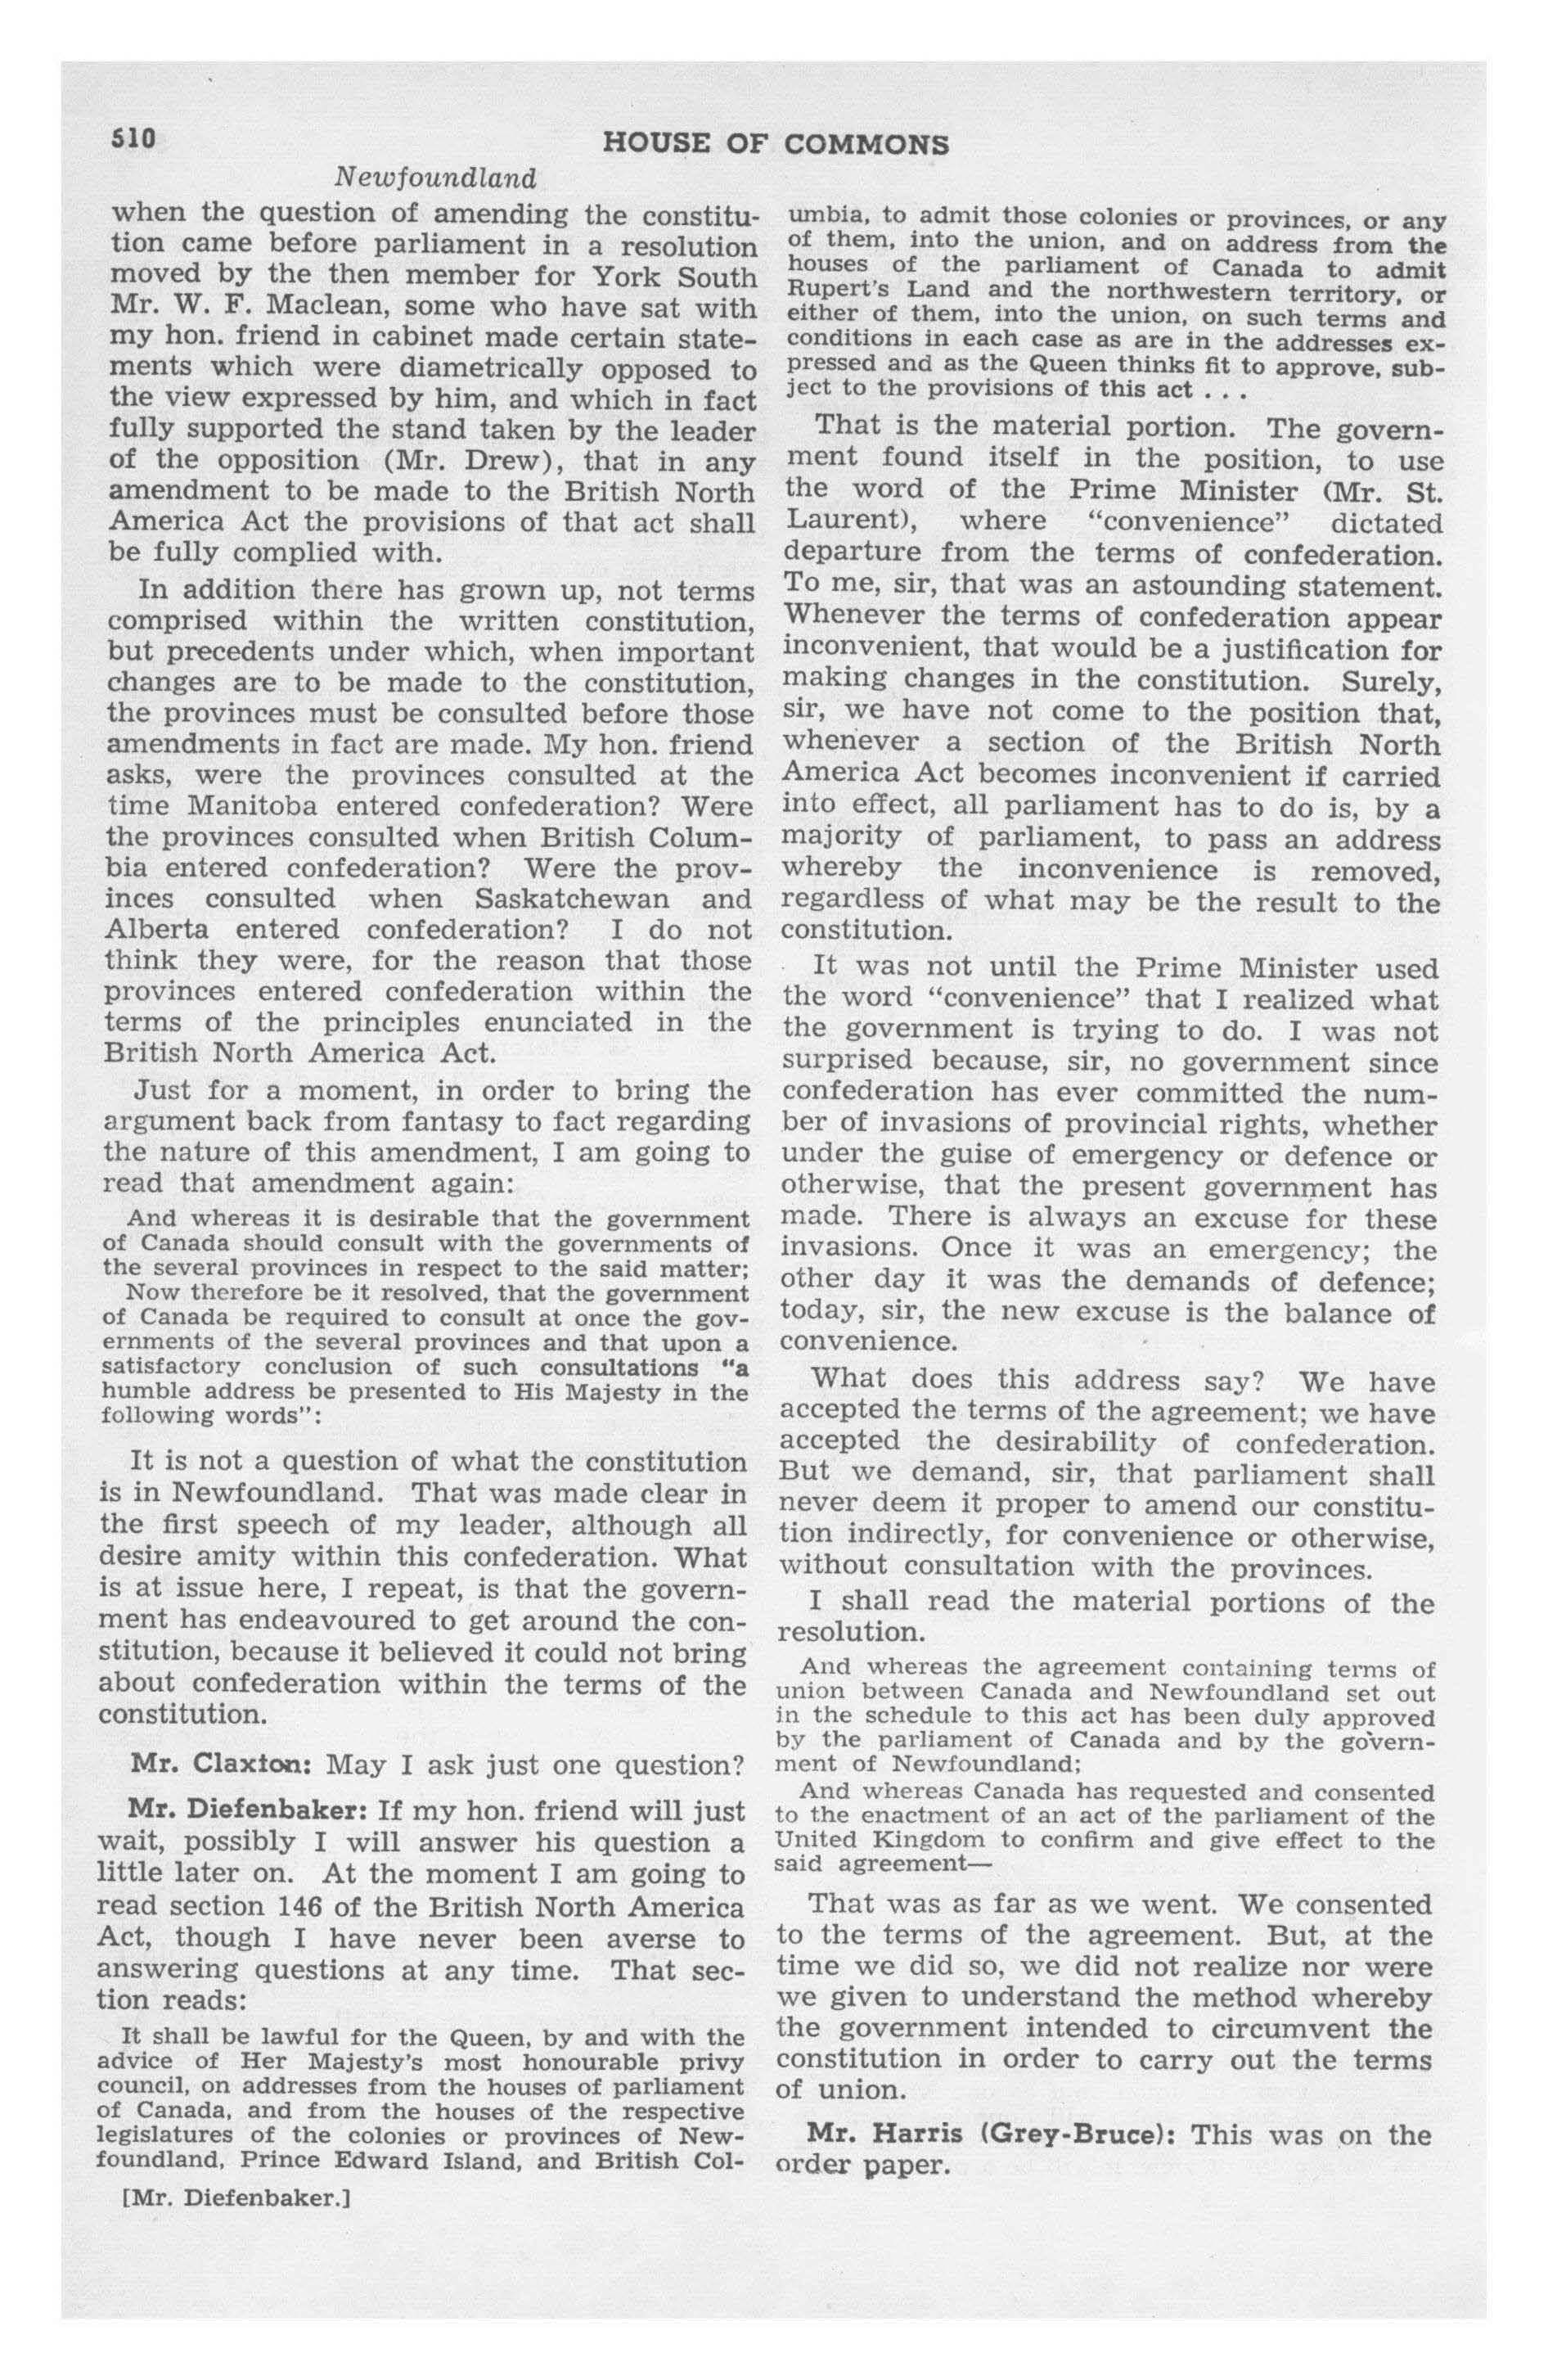 510
HOUSE OF COMMONS
Newfoundland
when the question of amending the constitu-
tion came before parliament in a resolution
moved by the then member for York South
Mr. W. F. Maclean, some who have sat with
my hon. friend in cabinet made certain state-
ments which were diametrically opposed to
the view expressed by him, and which in fact
fully supported the stand taken by the leader
of the opposition (Mr. Drew), that in any
amendment to be made to the British North
America Act the provisions of that act shall
be fully complied with.
In addition there has grown up, not terms
comprised within the written constitution,
but precedents under which, when important
changes are to be made to the constitution,
the provinces must be consulted before those
amendments in fact are made. My hon. friend
asks, were the provinces consulted at the
time Manitoba entered confederation? Were
the provinces consulted when British Colum-
bia entered confederation? Were the prov-
inces consulted when Saskatchewan and
Alberta entered confederation? I do not
think they were, for the reason that those
provinces entered confederation within the
terms of the principles enunciated in the
British North America Act.
Just for a moment, in order to bring the
argument back from fantasy to fact regarding
the nature of this amendment, I am going to
read that amendment again:
And whereas it is desirable that the government
of Canada should consult with the governments of
the several provinces in respect to the said matter;
Now therefore be it resolved, that the government
of Canada be required to consult at once the gov-
ernments of the several provinces and that upon a
satisfactory conclusion of such consultations "a
humble address be presented to His Majesty in the
following words":
It is not a question of what the constitution
is in Newfoundland. That was made clear in
the first speech of my leader, although all
desire amity within this confederation. What
is at issue here, I repeat, is that the govern-
ment has endeavoured to get around the con-
stitution, because it believed it could not bring
about confederation within the terms of the
constitution.
Mr. Claxton: May I ask just one question?
Mr. Diefenbaker: If my hon. friend will just
wait, possibly I will answer his question a
little later on. At the moment I am going to
read section 146 of the British North America
Act, though I have never been averse to
answering questions at any time. That sec-
tion reads:
It shall be lawful for the Queen, by and with the
advice of Her Majesty's most honourable privy
council, on addresses from the houses of parliament
of Canada, and from the houses of the respective
legislatures of the colonies or provinces of New-
foundland, Prince Edward Island, and British Col-
[Mr. Diefenbaker.]
umbia, to admit those colonies or provinces, or any
of them, into the union, and on address from the
houses of the parliament of Canada to admit
Rupert's Land and the northwestern territory, or
either of them, into the union, on such terms and
conditions in each case as are in the addresses ex-
pressed and as the Queen thinks fit to approve, sub-
ject to the provisions of this act . . .
That is the material portion. The govern-
ment found itself in the position, to use
the word of the Prime Minister (Mr. St.
Laurent), where "convenience" dictated
departure from the terms of confederation.
To me, sir, that was an astounding statement.
Whenever the terms of confederation appear
inconvenient, that would be a justification for
making changes in the constitution. Surely,
sir, we have not come to the position that,
whenever a section of the British North
America Act becomes inconvenient if carried
into effect, all parliament has to do is, by a
majority of parliament, to pass an address
whereby the inconvenience is removed,
regardless of what may be the result to the
constitution.
It was not until the Prime Minister used
the word "convenience" that I realized what
the government is trying to do. I was not
surprised because, sir, no government since
confederation has ever committed the num-
ber of invasions of provincial rights, whether
under the guise of emergency or defence or
otherwise, that the present government has
made. There is always an excuse for these
invasions. Once it was an emergency; the
other day it was the demands of defence;
today, sir, the new excuse is the balance of
convenience.
What does this address say? We have
accepted the terms of the agreement; we have
accepted the desirability of confederation.
But we demand, sir, that parliament shall
never deem it proper to amend our constitu-
tion indirectly, for convenience or otherwise,
without consultation with the provinces.
I shall read the material portions of the
resolution.
And whereas the agreement containing terms of
union between Canada and Newfoundland set out
in the schedule to this act has been duly approved
by the parliament of Canada and by the govern-
ment of Newfoundland;
And whereas Canada has requested and consented
to the enactment of an act of the parliament of the
United Kingdom to confirm and give effect to the
said agreement—
That was as far as we went. We consented
to the terms of the agreement. But, at the
time we did so, we did not realize nor were
we given to understand the method whereby
the government intended to circumvent the
constitution in order to carry out the terms
of union.
Mr. Harris (Grey-Bruce): This was on the
order paper.